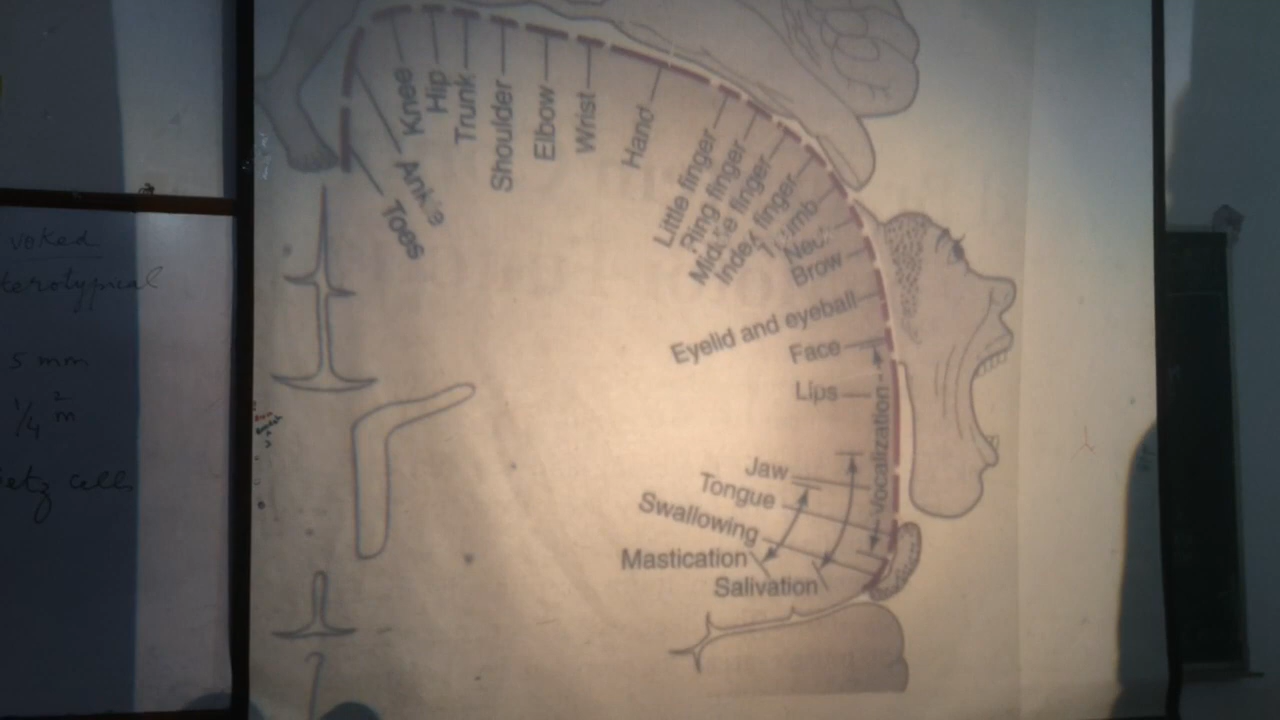 voked
terotypical
5 mm
1/4 m2
etz cells
Knee
Hip
Trunk
Shoulder
Elbow
Wrist
Hand
Little finger
Ring finger
Middle finger
Index finger
Thumb
Neck
Brow
Eyelid and eyeball
Face
Lips
Vocalization
Jaw
Tongue
Swallowing
Mastication
Salivation
Ankle
Toes